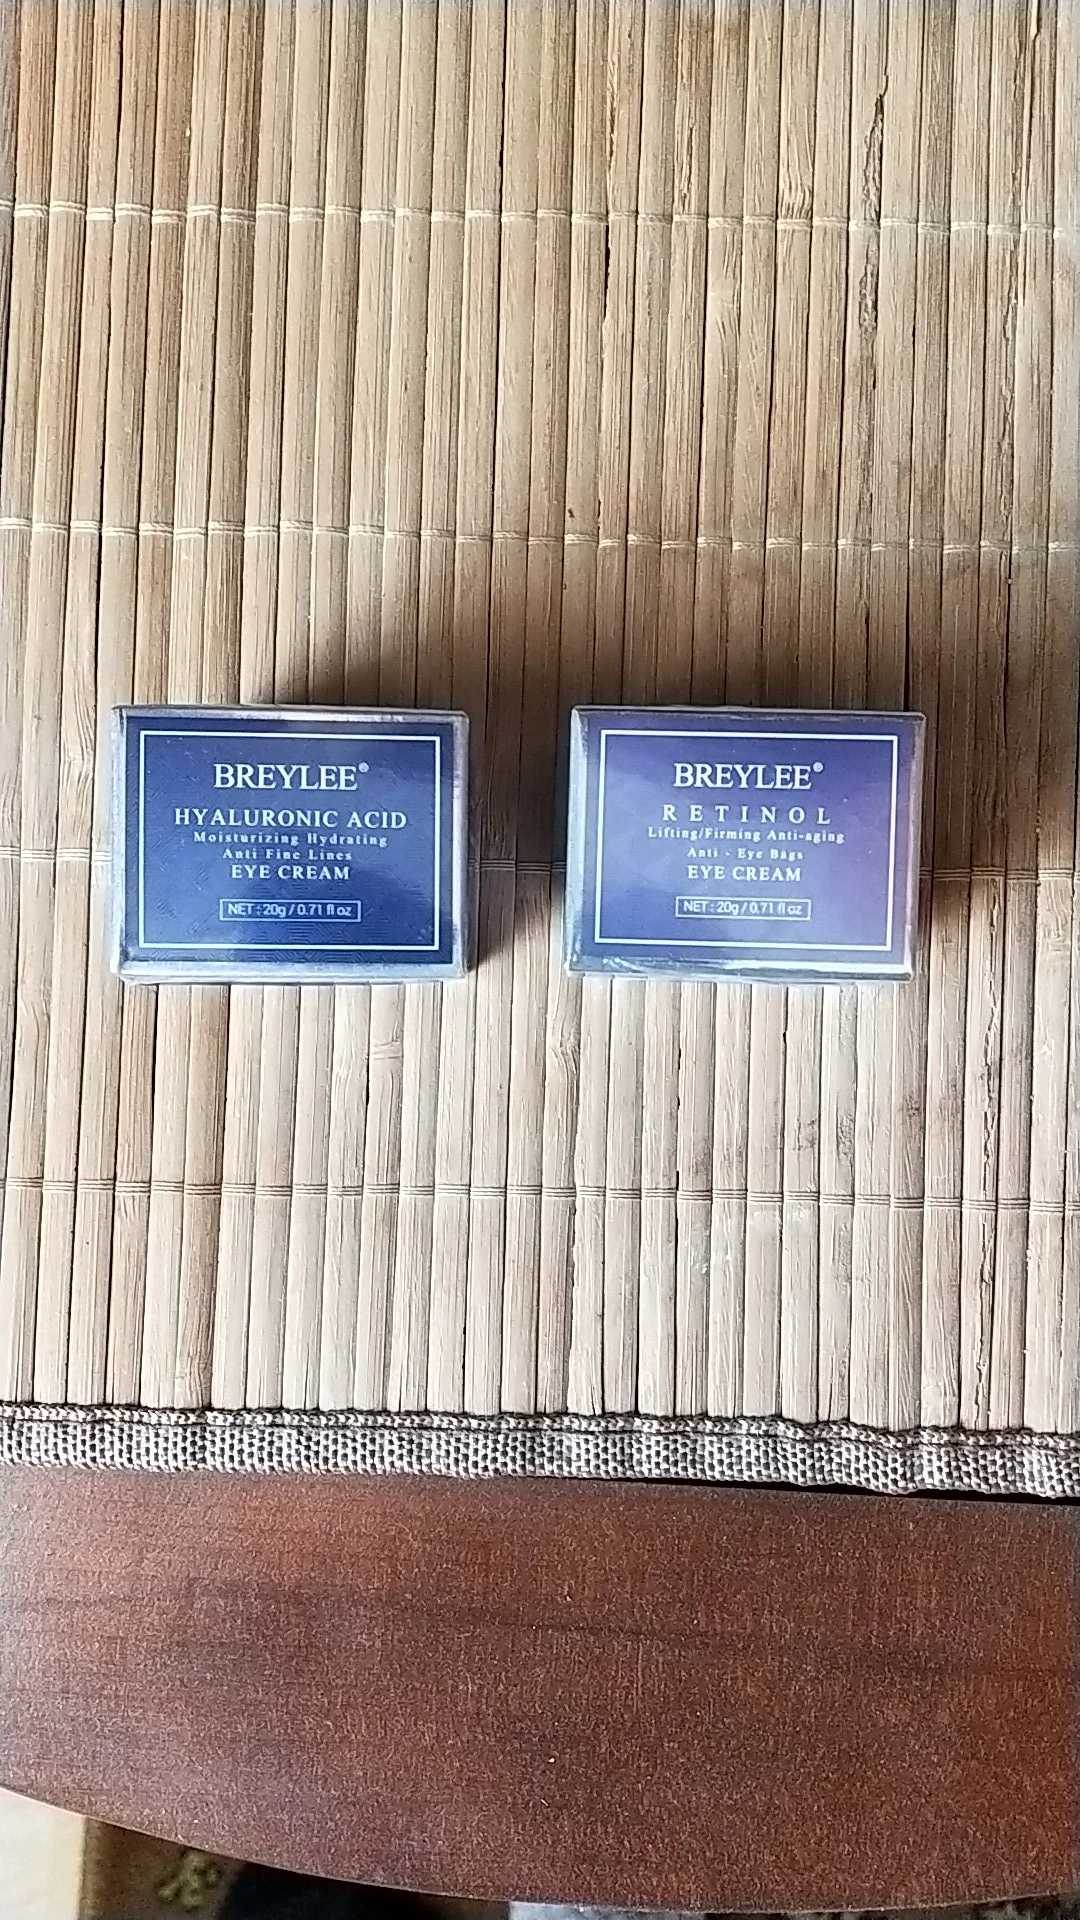 BREYLEE®
HYALURONIC ACID
Moisturizing Hydrating
Anti Fine Lines
EYE CREAM
NET : 20g / 0.71 fl oz
BREYLEE®
RETINOL
Lifting/Firming Anti-aging
Anti - Eye Bags
EYE CREAM
NET : 20g / 0.71 fl oz